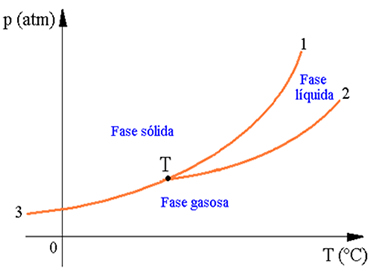 p (atm)
1
Fase
líquida
2
Fase sólida
T
Fase gasosa
3
0
T (°C)